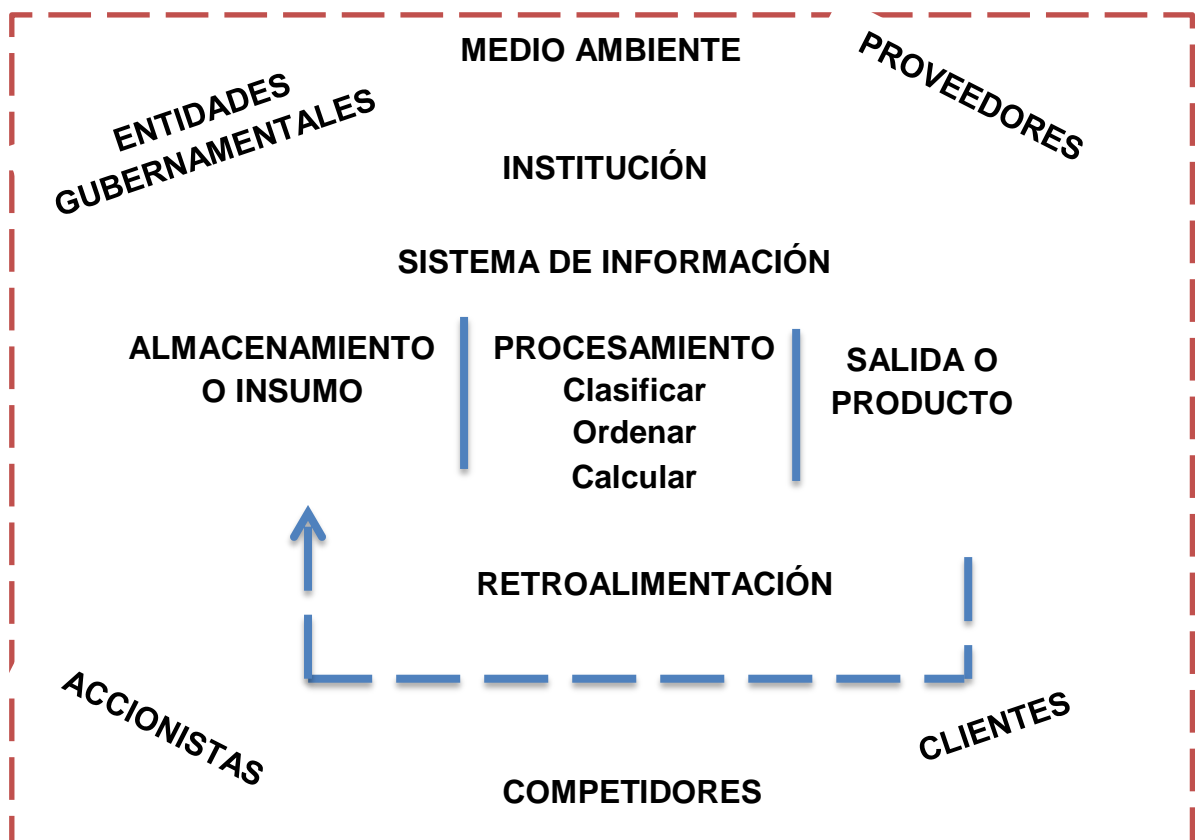 MEDIO AMBIENTE
PROVEEDORES
ENTIDADES
GUBERNAMENTALES
INSTITUCIÓN
SISTEMA DE INFORMACIÓN
ALMACENAMIENTO
O INSUMO
PROCESAMIENTO
Clasificar
Ordenar
Calcular
SALIDA O
PRODUCTO
RETROALIMENTACIÓN
ACCIONISTAS
CLIENTES
COMPETIDORES